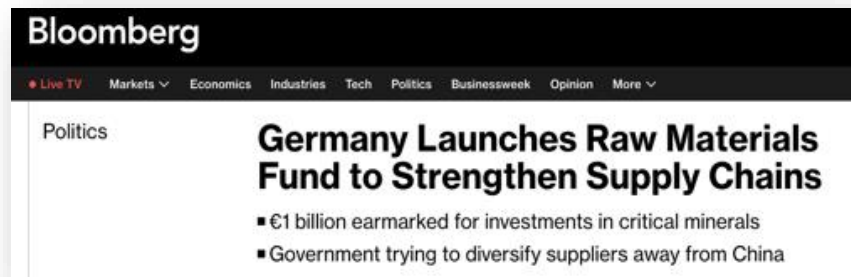 Bloomberg
Live TV Markets Economics Industries Tech Politics Businessweek Opinion More
Politics
Germany Launches Raw Materials
Fund to Strengthen Supply Chains
€1 billion earmarked for investments in critical minerals
Government trying to diversify suppliers away from China